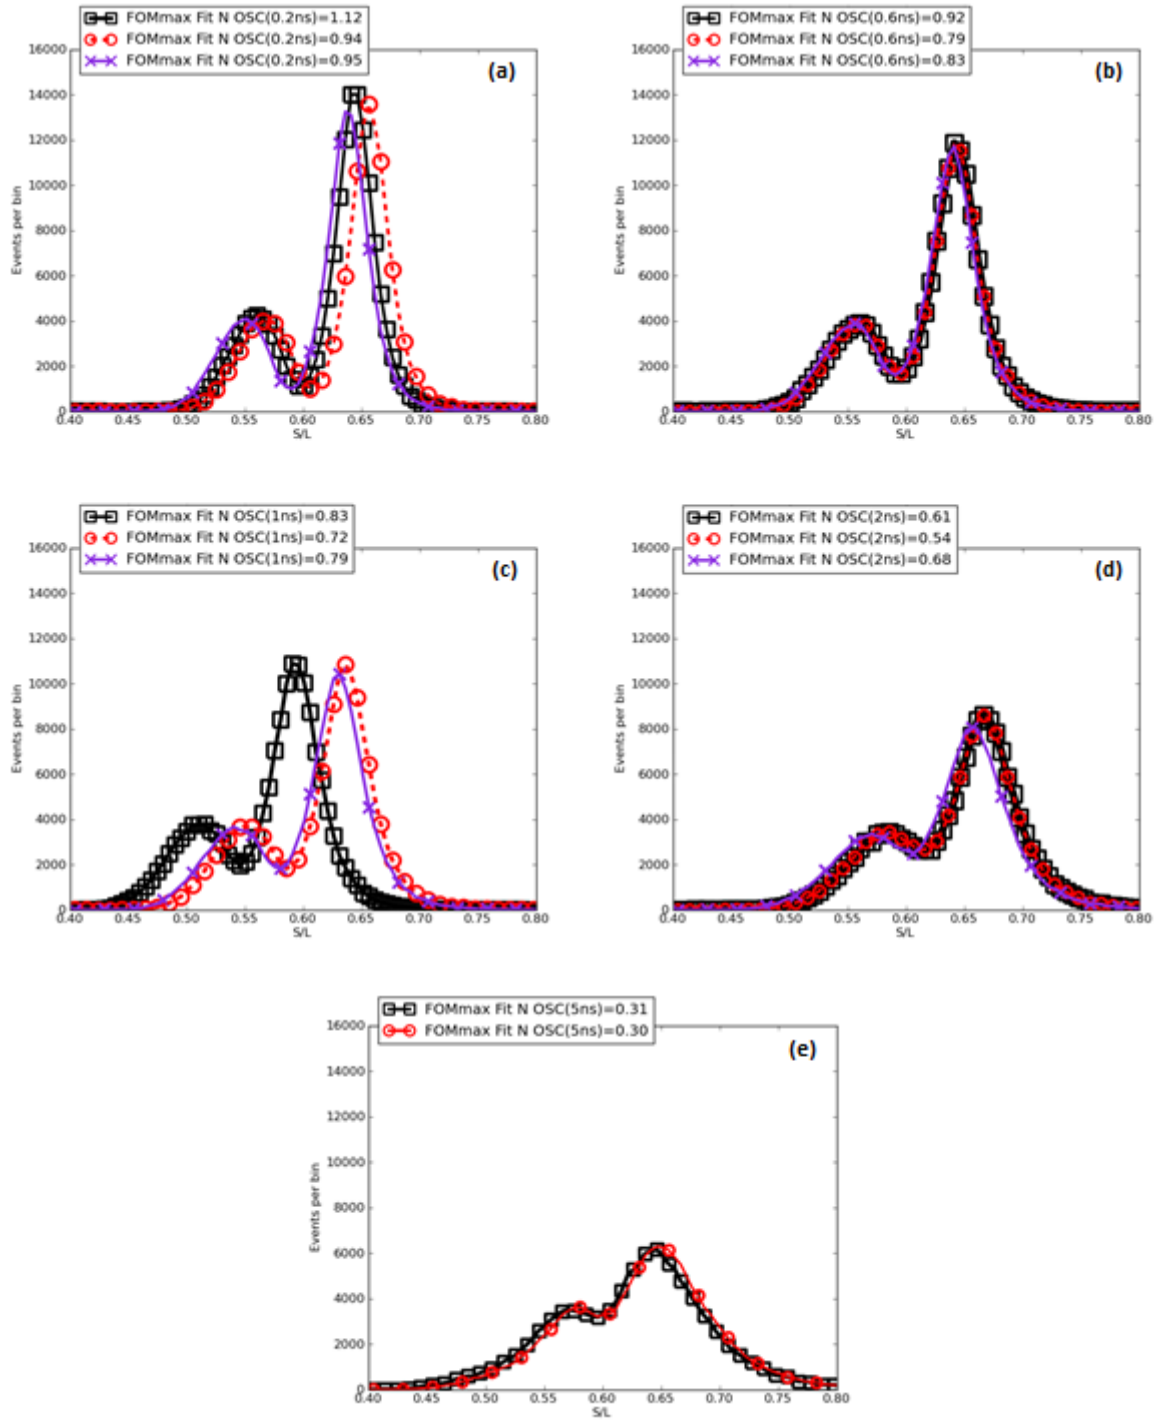 FOMmax Fit N OSC(0.2ns)=1.12
FOMmax Fit N OSC(0.2ns)=0.94
FOMmax Fit N OSC(0.2ns)=0.95
(a)
16000
14000
12000
10000
8000
6000
4000
2000
0
Events per bin
0.40 0.45 0.50 0.55 0.60 0.65 0.70 0.75 0.80
S/L
FOMmax Fit N OSC(0.6ns)=0.92
FOMmax Fit N OSC(0.6ns)=0.79
FOMmax Fit N OSC(0.6ns)=0.83
(b)
16000
14000
12000
10000
8000
6000
4000
2000
0
Events per bin
0.40 0.45 0.50 0.55 0.60 0.65 0.70 0.75 0.80
S/L
FOMmax Fit N OSC(1ns)=0.83
FOMmax Fit N OSC(1ns)=0.72
FOMmax Fit N OSC(1ns)=0.79
(c)
16000
14000
12000
10000
8000
6000
4000
2000
0
Events per bin
0.40 0.45 0.50 0.55 0.60 0.65 0.70 0.75 0.80
S/L
FOMmax Fit N OSC(2ns)=0.61
FOMmax Fit N OSC(2ns)=0.54
FOMmax Fit N OSC(2ns)=0.68
(d)
16000
14000
12000
10000
8000
6000
4000
2000
0
Events per bin
0.40 0.45 0.50 0.55 0.60 0.65 0.70 0.75 0.80
S/L
FOMmax Fit N OSC(5ns)=0.31
FOMmax Fit N OSC(5ns)=0.30
(e)
16000
14000
12000
10000
8000
6000
4000
2000
0
Events per bin
0.40 0.45 0.50 0.55 0.60 0.65 0.70 0.75 0.80
S/L